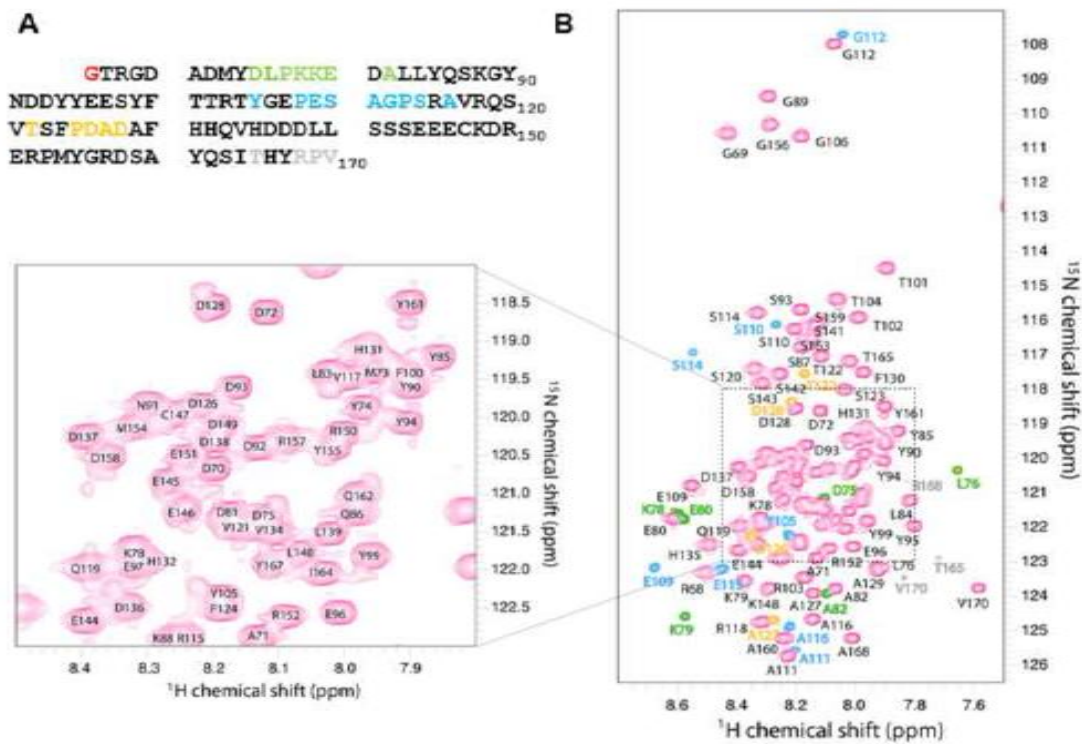 A
GTRGD ADMYDLPKKE DALLYQSKGY90
NDDYYEESYF TTRTYGEPES AGPSRAVRQS120
VTSFPDADAF HHQVHDDDLL SSSEEECKDR150
ERPMYGRDSA YQSITHYRPV170
D128 D72 Y161
H131 Y85
L83 V117 M73 F100
D93 Y90
N91 D126 Y74
C147
M154 D149 R150 Y94
D137 D138 R157
D158 E151 D92 Y155
D70
E145 Q162
E146 D81 D75 Q86
V121 V134 L139
K78 L140 Y99
Q119 E97 H132 Y167 I164
Y105
D136 F124 R152 E96
E144
K88 R115 A71
118.5
119.0
119.5
120.0
120.5
121.0
121.5
122.0
122.5
15N chemical shift (ppm)
8.4 8.3 8.2 8.1 8.0 7.9
1H chemical shift (ppm)
B
G112
G112
G89
G69 G156 G106
T101
S93 T104
S114 S159 T102
S110 S141
S110 S153
S114 S87 T165
T122
S120 F130
S142 S123
S143 H131 Y161
D128
D128 D72 Y85
D93 Y90
D137 Y94 L76
E109 D158 D75
K78 E80 K78 L84
E80 Q119 Y105 Y99 Y95
H135 E96
E144 R152 L76 T165
E109 E115 A71 V170
R68 R103 A129
K79 K148 A82 V170
A127 A82
K79 R118 A116
A116
A160 A168
A111
A111
108
109
110
111
112
113
114
115
116
117
118
119
120
121
122
123
124
125
126
15N chemical shift (ppm)
8.6 8.4 8.2 8.0 7.8 7.6
1H chemical shift (ppm)